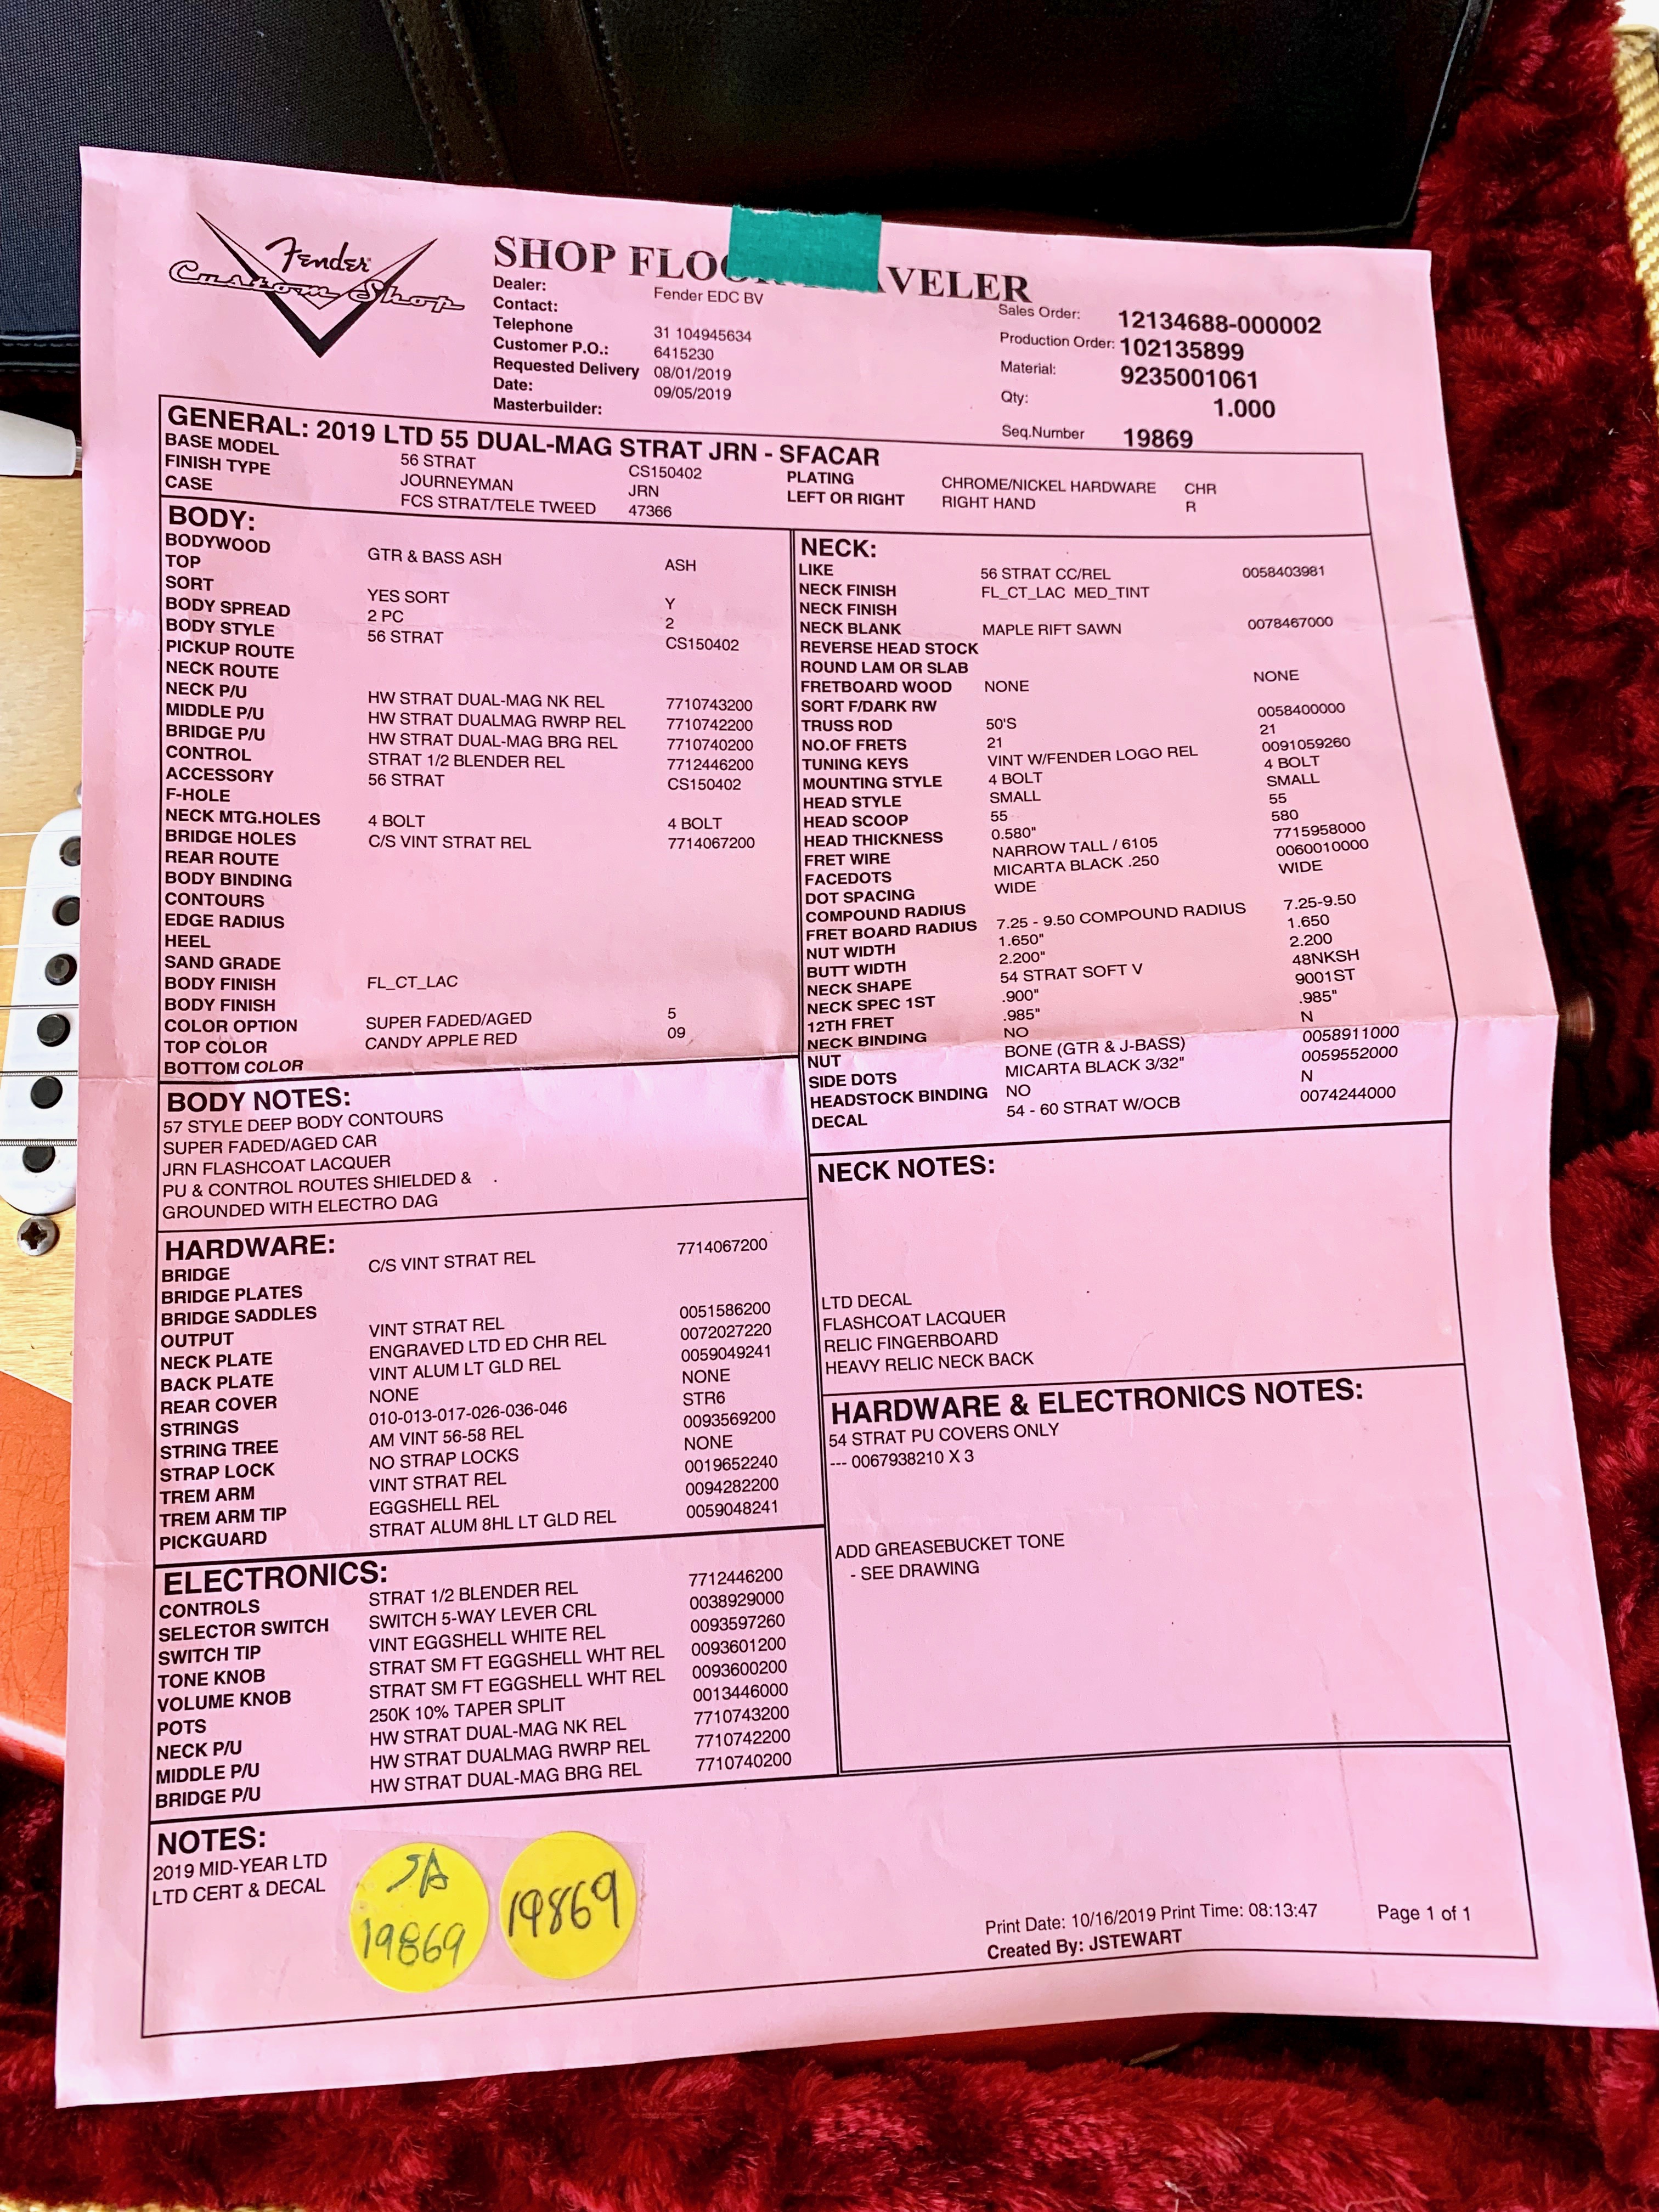 Fender
Custom Shop
SHOP FLOO AVELER
Dealer: Fender EDC BV
Contact:
Telephone 31 104945634
Customer P.O.: 6415230
Requested Delivery 08/01/2019
Date: 09/05/2019
Masterbuilder:
Sales Order: 12134688-000002
Production Order: 102135899
Material: 9235001061
Qty: 1.000
Seq.Number 19869
GENERAL: 2019 LTD 55 DUAL-MAG STRAT JRN - SFACAR
BASE MODEL 56 STRAT CS150402 PLATING CHROME/NICKEL HARDWARE CHR
FINISH TYPE JOURNEYMAN JRN LEFT OR RIGHT RIGHT HAND R
CASE FCS STRAT/TELE TWEED 47366
BODY:
BODYWOOD GTR & BASS ASH ASH
TOP
SORT YES SORT Y
BODY SPREAD 2 PC 2
BODY STYLE 56 STRAT CS150402
PICKUP ROUTE
NECK ROUTE
NECK P/U HW STRAT DUAL-MAG NK REL 7710743200
MIDDLE P/U HW STRAT DUALMAG RWRP REL 7710742200
BRIDGE P/U HW STRAT DUAL-MAG BRG REL 7710740200
CONTROL STRAT 1/2 BLENDER REL 7712446200
ACCESSORY 56 STRAT CS150402
F-HOLE
NECK MTG.HOLES 4 BOLT 4 BOLT
BRIDGE HOLES C/S VINT STRAT REL 7714067200
REAR ROUTE
BODY BINDING
CONTOURS
EDGE RADIUS
HEEL
SAND GRADE
BODY FINISH FL_CT_LAC
BODY FINISH
COLOR OPTION SUPER FADED/AGED 5
TOP COLOR CANDY APPLE RED 09
BOTTOM COLOR
NECK:
LIKE 56 STRAT CC/REL 0058403981
NECK FINISH FL_CT_LAC MED_TINT
NECK FINISH
NECK BLANK MAPLE RIFT SAWN 0078467000
REVERSE HEAD STOCK
ROUND LAM OR SLAB
FRETBOARD WOOD NONE NONE
SORT F/DARK RW
TRUSS ROD 50'S 0058400000
NO.OF FRETS 21 21
TUNING KEYS VINT W/FENDER LOGO REL 0091059260
MOUNTING STYLE 4 BOLT 4 BOLT
HEAD STYLE SMALL SMALL
HEAD SCOOP 55 55
HEAD THICKNESS 0.580" 580
FRET WIRE NARROW TALL / 6105 7715958000
FACEDOTS MICARTA BLACK .250 0060010000
DOT SPACING WIDE WIDE
COMPOUND RADIUS
FRET BOARD RADIUS 7.25 - 9.50 COMPOUND RADIUS 7.25-9.50
NUT WIDTH 1.650" 1.650
BUTT WIDTH 2.200" 2.200
NECK SHAPE 54 STRAT SOFT V 48NKSH
NECK SPEC 1ST .900" 9001ST
12TH FRET .985" .985"
NECK BINDING NO N
NUT BONE (GTR & J-BASS) 0058911000
SIDE DOTS MICARTA BLACK 3/32" 0059552000
HEADSTOCK BINDING NO N
DECAL 54 - 60 STRAT W/OCB 0074244000
BODY NOTES:
57 STYLE DEEP BODY CONTOURS
SUPER FADED/AGED CAR
JRN FLASHCOAT LACQUER
PU & CONTROL ROUTES SHIELDED &
GROUNDED WITH ELECTRO DAG
NECK NOTES:
LTD DECAL
FLASHCOAT LACQUER
RELIC FINGERBOARD
HEAVY RELIC NECK BACK
HARDWARE:
BRIDGE C/S VINT STRAT REL 7714067200
BRIDGE PLATES
BRIDGE SADDLES
OUTPUT VINT STRAT REL 0051586200
NECK PLATE ENGRAVED LTD ED CHR REL 0072027220
BACK PLATE VINT ALUM LT GLD REL 0059049241
REAR COVER NONE NONE
STRINGS 010-013-017-026-036-046 STR6
STRING TREE AM VINT 56-58 REL 0093569200
STRAP LOCK NO STRAP LOCKS NONE
TREM ARM VINT STRAT REL 0019652240
TREM ARM TIP EGGSHELL REL 0094282200
PICKGUARD STRAT ALUM 8HL LT GLD REL 0059048241
HARDWARE & ELECTRONICS NOTES:
54 STRAT PU COVERS ONLY
--- 0067938210 X 3
ADD GREASEBUCKET TONE
- SEE DRAWING
ELECTRONICS:
CONTROLS STRAT 1/2 BLENDER REL 7712446200
SELECTOR SWITCH SWITCH 5-WAY LEVER CRL 0038929000
SWITCH TIP VINT EGGSHELL WHITE REL 0093597260
TONE KNOB STRAT SM FT EGGSHELL WHT REL 0093601200
VOLUME KNOB STRAT SM FT EGGSHELL WHT REL 0093600200
POTS 250K 10% TAPER SPLIT 0013446000
NECK P/U HW STRAT DUAL-MAG NK REL 7710743200
MIDDLE P/U HW STRAT DUALMAG RWRP REL 7710742200
BRIDGE P/U HW STRAT DUAL-MAG BRG REL 7710740200
NOTES:
2019 MID-YEAR LTD
LTD CERT & DECAL
SA
19869
19869
Print Date: 10/16/2019 Print Time: 08:13:47 Page 1 of 1
Created By: JSTEWART